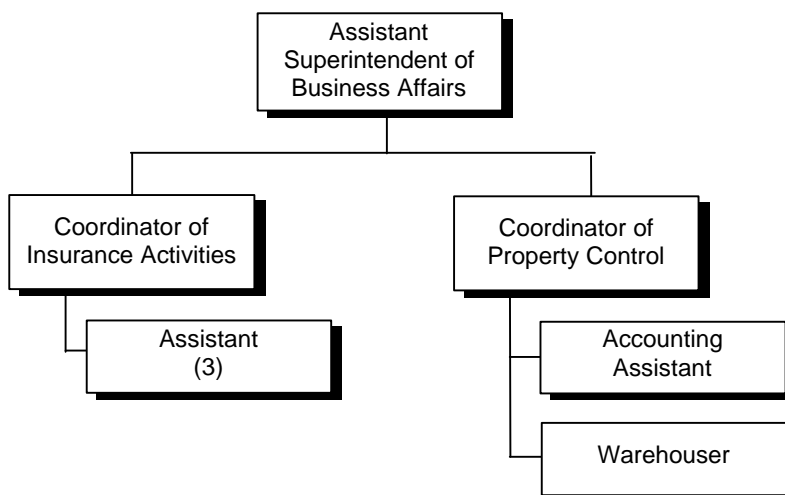 Assistant
Superintendent of
Business Affairs
Coordinator of
Insurance Activities
Assistant
(3)
Coordinator of
Property Control
Accounting
Assistant
Warehouser